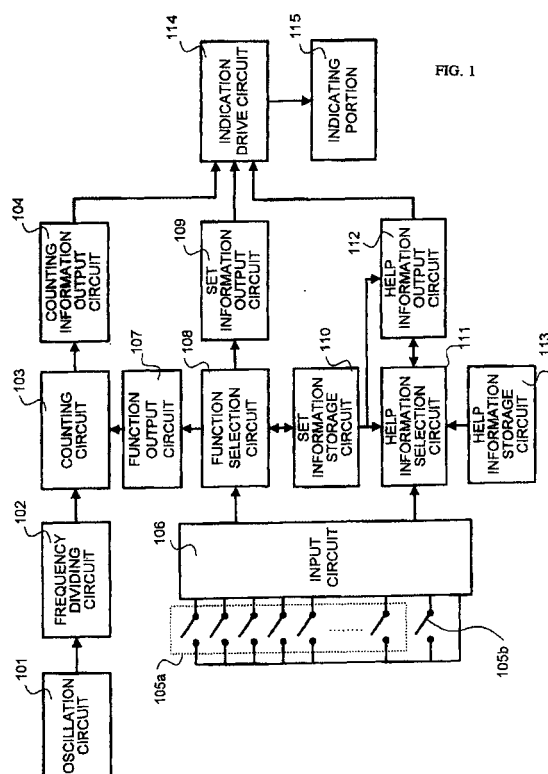 FIG. 1
101
OSCILLATION
CIRCUIT
102
FREQUENCY
DIVIDING
CIRCUIT
103
COUNTING
CIRCUIT
104
COUNTING
INFORMATION
OUTPUT
CIRCUIT
107
FUNCTION
OUTPUT
CIRCUIT
108
FUNCTION
SELECTION
CIRCUIT
109
SET
INFORMATION
OUTPUT
CIRCUIT
114
INDICATION
DRIVE CIRCUIT
115
INDICATING
PORTION
105a
105b
106
INPUT
CIRCUIT
110
SET
INFORMATION
STORAGE
CIRCUIT
111
HELP
INFORMATION
SELECTION
CIRCUIT
112
HELP
INFORMATION
OUTPUT
CIRCUIT
113
HELP
INFORMATION
STORAGE
CIRCUIT